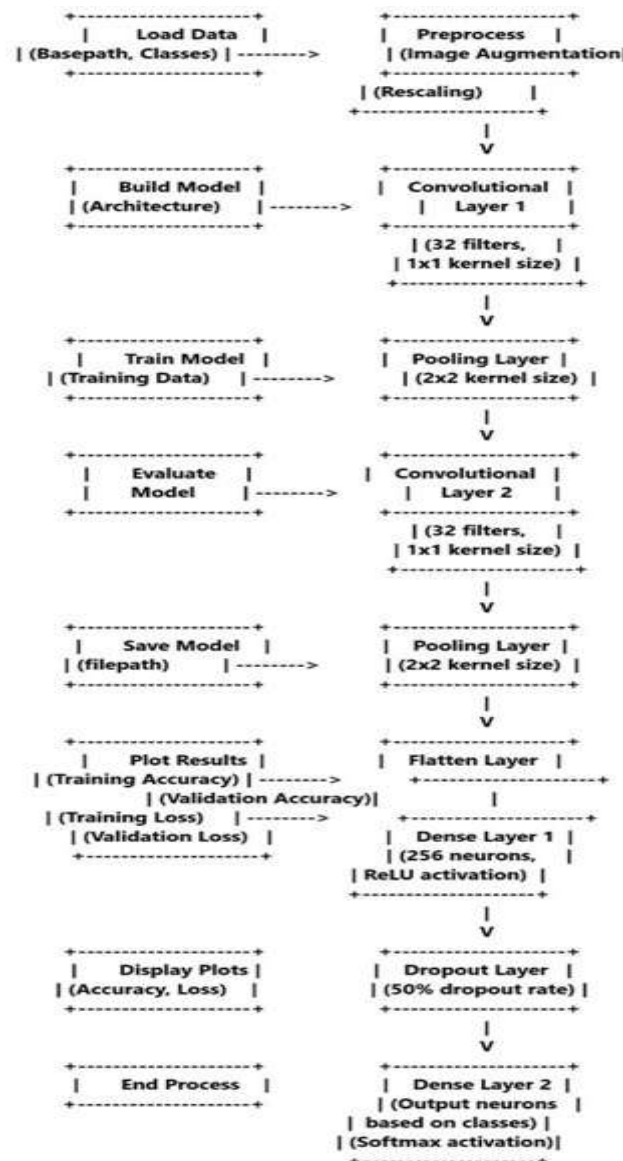 Load Data
(Basepath, Classes)
Preprocess
(Image Augmentation
(Rescaling)
Build Model
(Architecture)
Convolutional
Layer 1
(32 filters,
1x1 kernel size)
Train Model
(Training Data)
Pooling Layer
(2x2 kernel size)
Evaluate
Model
Convolutional
Layer 2
(32 filters,
1x1 kernel size)
Save Model
(filepath)
Pooling Layer
(2x2 kernel size)
Plot Results
(Training Accuracy)
(Validation Accuracy)
(Training Loss)
(Validation Loss)
Flatten Layer
Dense Layer 1
(256 neurons,
ReLU activation)
Display Plots
(Accuracy, Loss)
Dropout Layer
(50% dropout rate)
End Process
Dense Layer 2
(Output neurons
based on classes)
(Softmax activation)